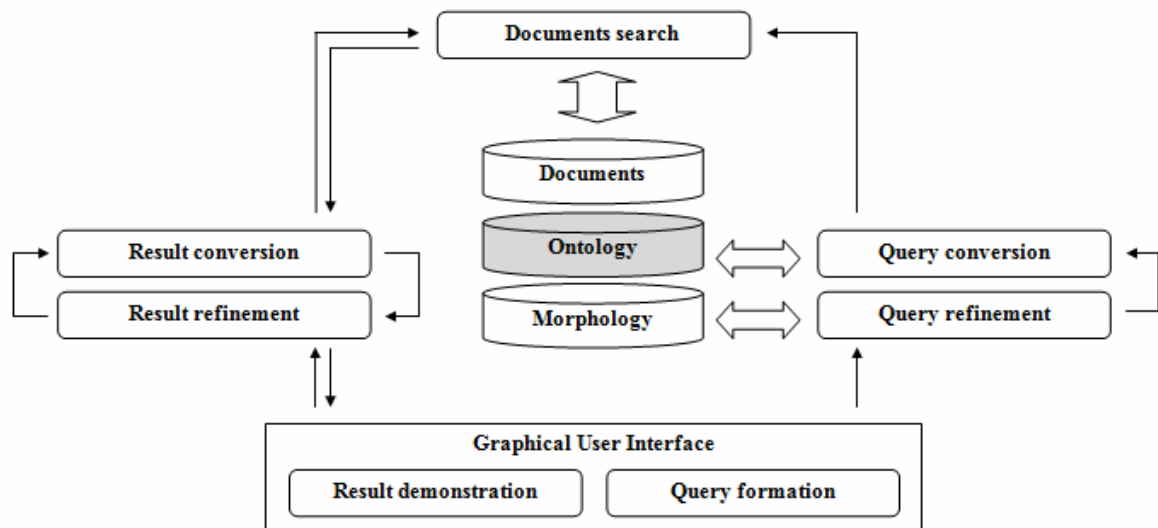 Documents search
Documents
Ontology
Morphology
Result conversion
Result refinement
Query conversion
Query refinement
Graphical User Interface
Result demonstration
Query formation